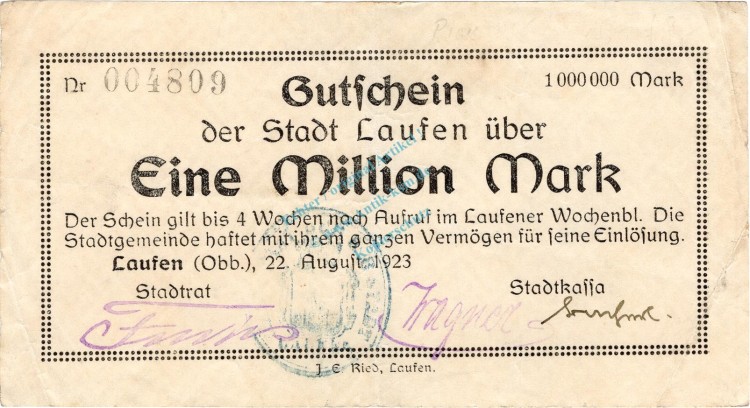 Nr 004809 1000000 Mark
Gutschein
der Stadt Laufen über
Eine Million Mark
Der Schein gilt bis 4 Wochen nach Aufruf im Laufener Wochenbl. Die
Stadtgemeinde haftet mit ihrem ganzen Vermögen für seine Einlösung.
Laufen (Obb.), 22. August 1923
Stadtrat Stadtkassa
Wagner
J. E. Ried, Laufen.